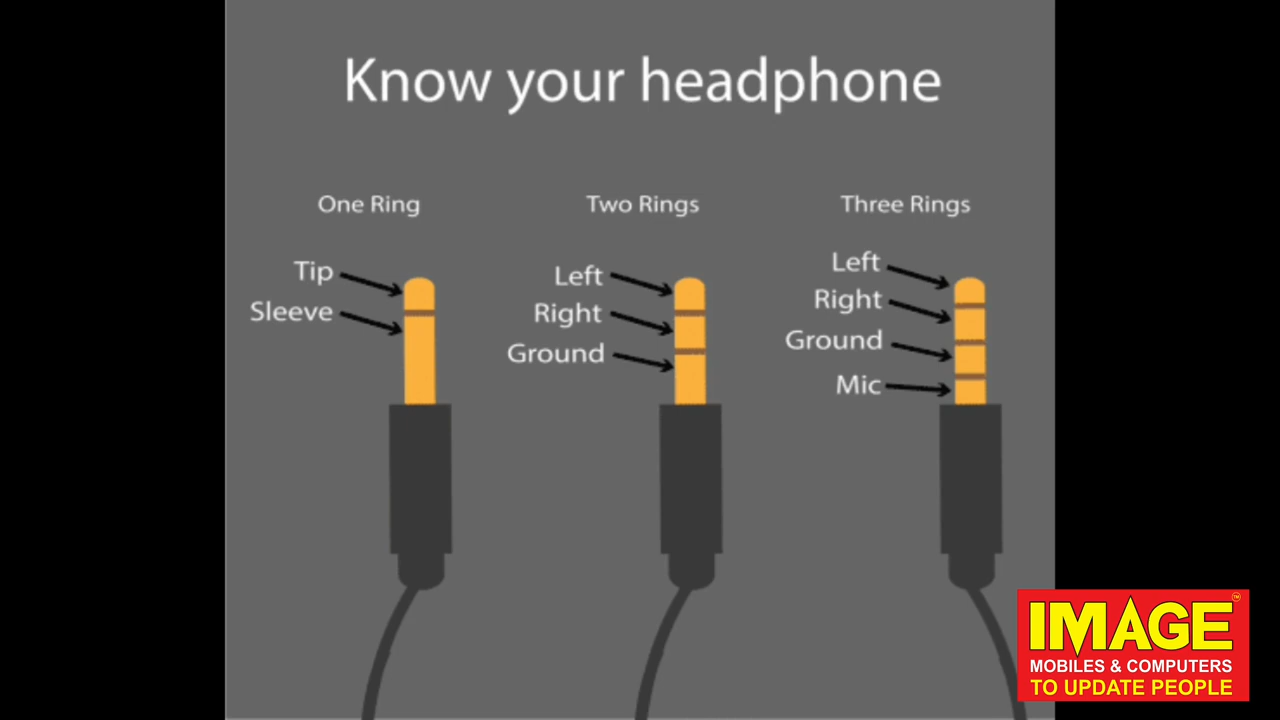 Know your headphone
One Ring
Two Rings
Three Rings
Tip
Sleeve
Left
Right
Ground
Left
Right
Ground
Mic
IMAGE™
MOBILES & COMPUTERS
TO UPDATE PEOPLE